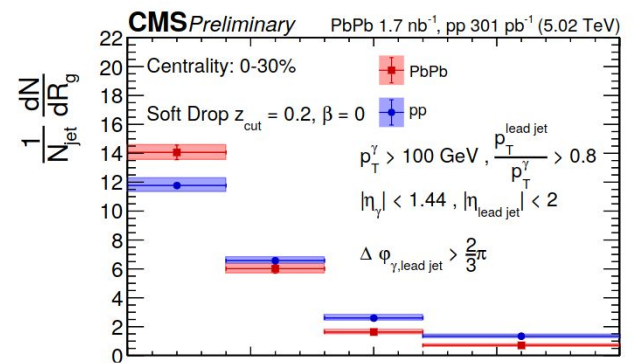 CMS Preliminary PbPb 1.7 nb⁻¹, pp 301 pb⁻¹ (5.02 TeV)
22
20
18
16
14
12
10
8
6
4
2
0
1/N_jet dN/dR_g
Centrality: 0-30%
Soft Drop z_cut = 0.2, β = 0
PbPb
pp
p_T^γ > 100 GeV , p_T^lead jet / p_T^γ > 0.8
|η_γ| < 1.44 , |η_lead jet| < 2
Δ φ_γ,lead jet > 2/3 π